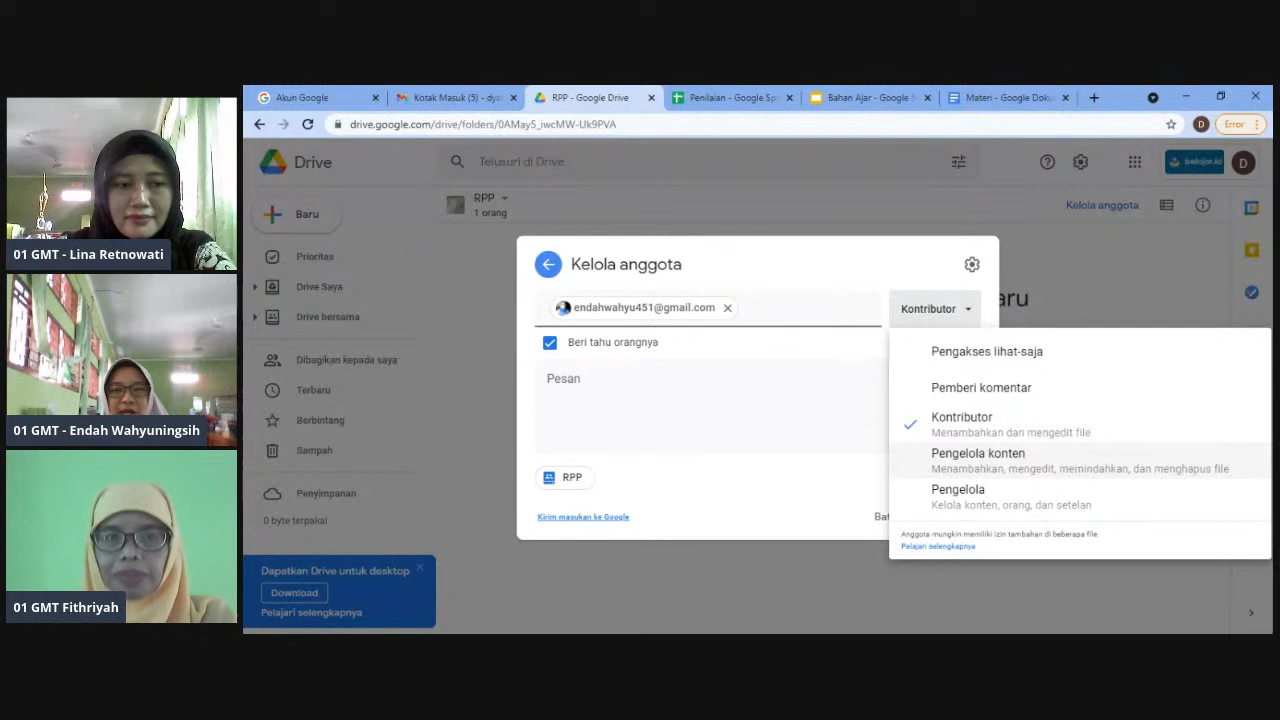 01 GMT - Lina Retnowati
01 GMT - Endah Wahyuningsih
01 GMT Fithriyah
Akun Google
Kotak Masuk (5) - dya
RPP - Google Drive
Penilaian - Google Sp
Bahan Ajar - Google S
Materi - Google Doku
drive.google.com/drive/folders/0AMay5_iwcMW-Uk9PVA
D
Error
Drive
Telusuri di Drive
belajar.id
D
Baru
RPP
1 orang
Kelola anggota
Prioritas
Drive Saya
Drive bersama
Dibagikan kepada saya
Terbaru
Berbintang
Sampah
Penyimpanan
0 byte terpakai
Dapatkan Drive untuk desktop
Download
Pelajari selengkapnya
aru
Kelola anggota
endahwahyu451@gmail.com
Kontributor
Beri tahu orangnya
Pesan
RPP
Kirim masukan ke Google
Bat
Pengakses lihat-saja
Pemberi komentar
Kontributor
Menambahkan dan mengedit file
Pengelola konten
Menambahkan, mengedit, memindahkan, dan menghapus file
Pengelola
Kelola konten, orang, dan setelan
Anggota mungkin memiliki izin tambahan di beberapa file
Pelajari selengkapnya